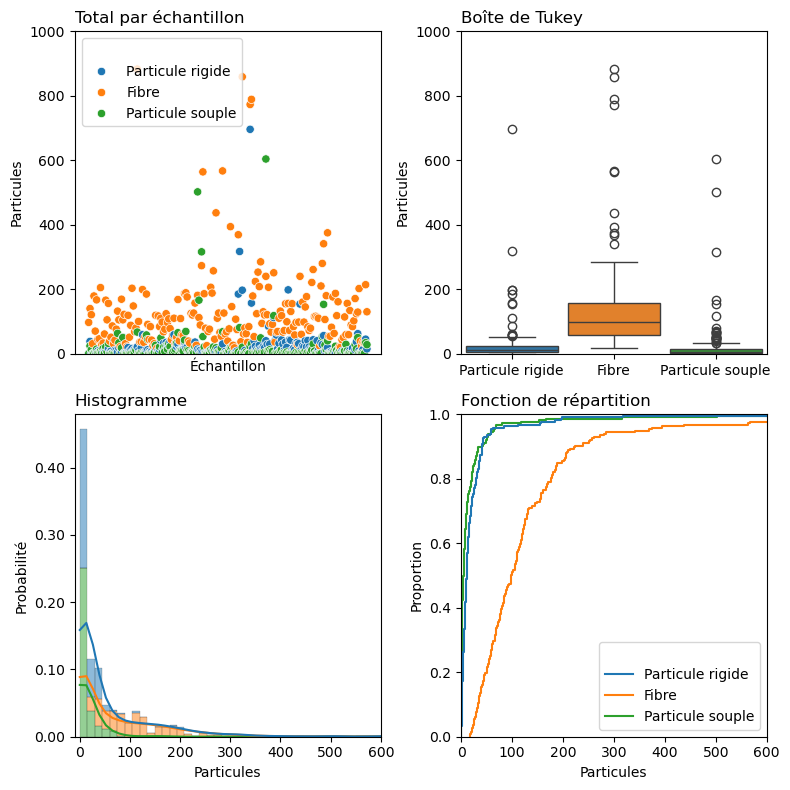 Total par échantillon
1000
800
600
400
200
0
Particules
Particule rigide
Fibre
Particule souple
Échantillon
Boîte de Tukey
1000
800
600
400
200
0
Particules
Particule rigide Fibre Particule souple
Histogramme
0.40
0.30
0.20
0.10
0.00
Probabilité
0 100 200 300 400 500 600
Particules
Fonction de répartition
1.0
0.8
0.6
0.4
0.2
0.0
Proportion
Particule rigide
Fibre
Particule souple
0 100 200 300 400 500 600
Particules